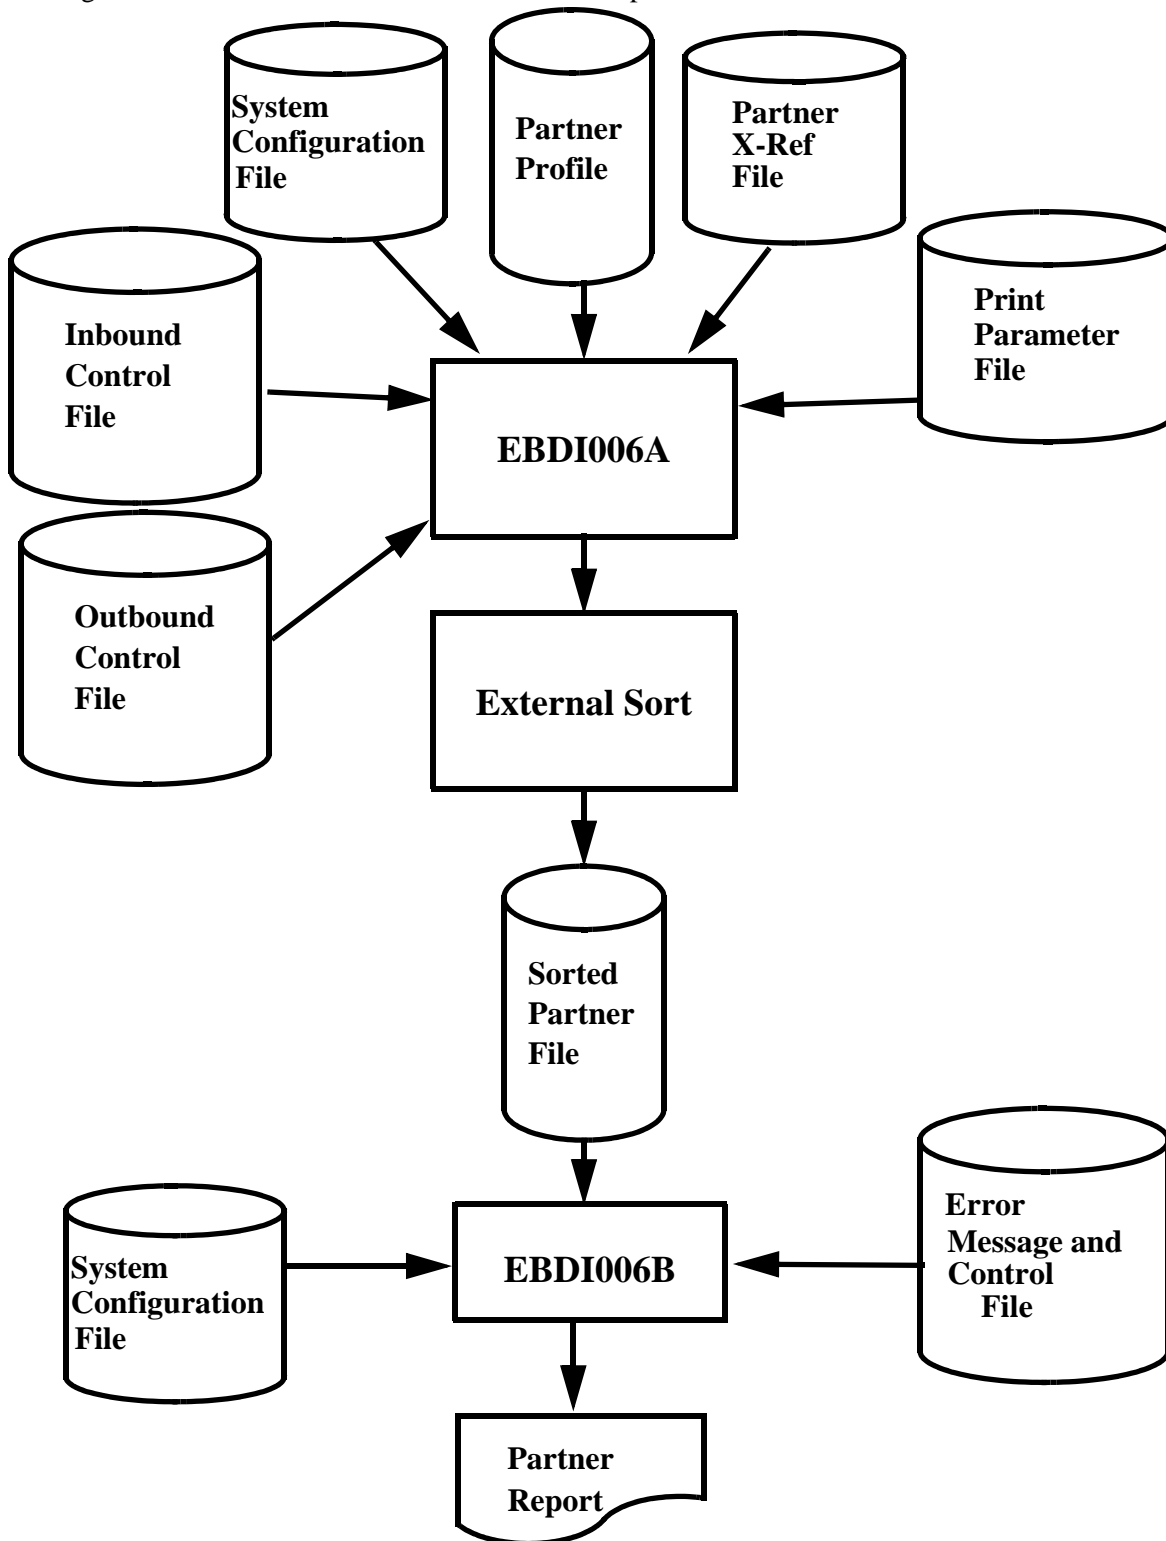 System
Configuration
File
Partner
Profile
Partner
X-Ref
File
Print
Parameter
File
Inbound
Control
File
EBDI006A
Outbound
Control
File
External Sort
Sorted
Partner
File
System
Configuration
File
EBDI006B
Error
Message and
Control
File
Partner
Report